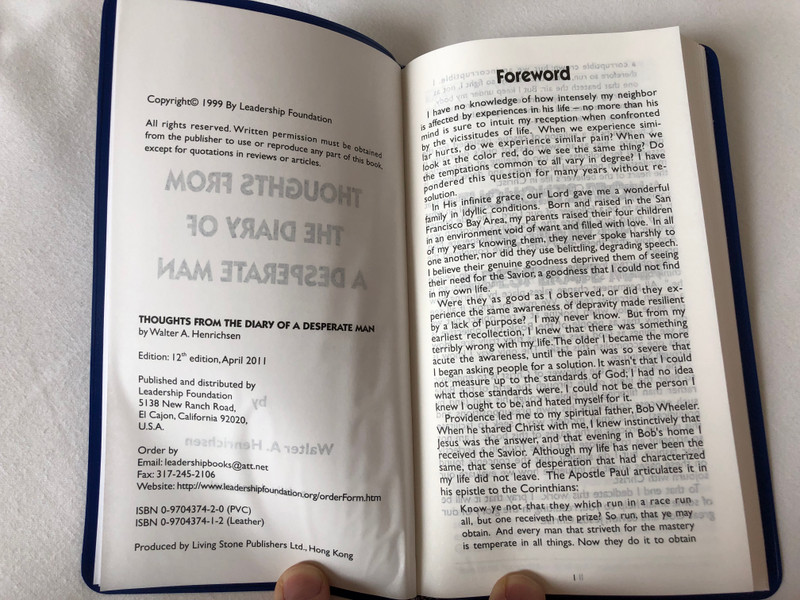 Copyright© 1999 By Leadership Foundation
All rights reserved. Written permission must be obtained
from the publisher to use or reproduce any part of this book,
except for quotations in reviews or articles.
THOUGHTS FROM
THE DIARY OF
A DESPERATE MAN
THOUGHTS FROM THE DIARY OF A DESPERATE MAN
by Walter A. Henrichsen
Edition: 12th edition, April 2011
Published and distributed by
Leadership Foundation
5138 New Ranch Road,
El Cajon, California 92020,
U.S.A.
by
Walter A. Henrichsen
Order by
Email: leadershipbooks@att.net
Fax: 317-245-2106
Website: http://www.leadershipfoundation.org/orderForm.htm
ISBN 0-9704374-2-0 (PVC)
ISBN 0-9704374-1-2 (Leather)
Produced by Living Stone Publishers Ltd., Hong Kong
Foreword
I have no knowledge of how intensely my neighbor
is affected by experiences in his life – no more than his
mind is sure to intuit my reception when confronted
by the vicissitudes of life. When we experience simi-
lar hurts, do we experience similar pain? When we
look at the color red, do we see the same thing? Do
the temptations common to all vary in degree? I have
pondered this question for many years without re-
solution.
In His infinite grace, our Lord gave me a wonderful
family in idyllic conditions. Born and raised in the San
Francisco Bay Area, my parents raised their four children
in an environment void of want and filled with love. In all
of my years knowing them, they never spoke harshly to
one another, nor did they use belittling, degrading speech.
I believe their genuine goodness deprived them of seeing
their need for the Savior, a goodness that I could not find
in my own life.
Were they as good as I observed, or did they ex-
perience the same awareness of depravity made resilient
by a lack of purpose? I may never know. But from my
earliest recollection, I knew that there was something
terribly wrong with my life. The older I became the more
acute the awareness, until the pain was so severe that
I began asking people for a solution. It wasn't that I could
not measure up to the standards of God; I had no idea
what those standards were. I could not be the person I
knew I ought to be, and hated myself for it.
Providence led me to my spiritual father, Bob Wheeler.
When he shared Christ with me, I knew instinctively that
Jesus was the answer, and that evening in Bob's home I
received the Savior. Although my life has never been the
same, that sense of desperation that had characterized
my life did not leave. The Apostle Paul articulates it in
his epistle to the Corinthians:
Know ye not that they which run in a race run
all, but one receiveth the prize? So run, that ye may
obtain. And every man that striveth for the mastery
is temperate in all things. Now they do it to obtain
I